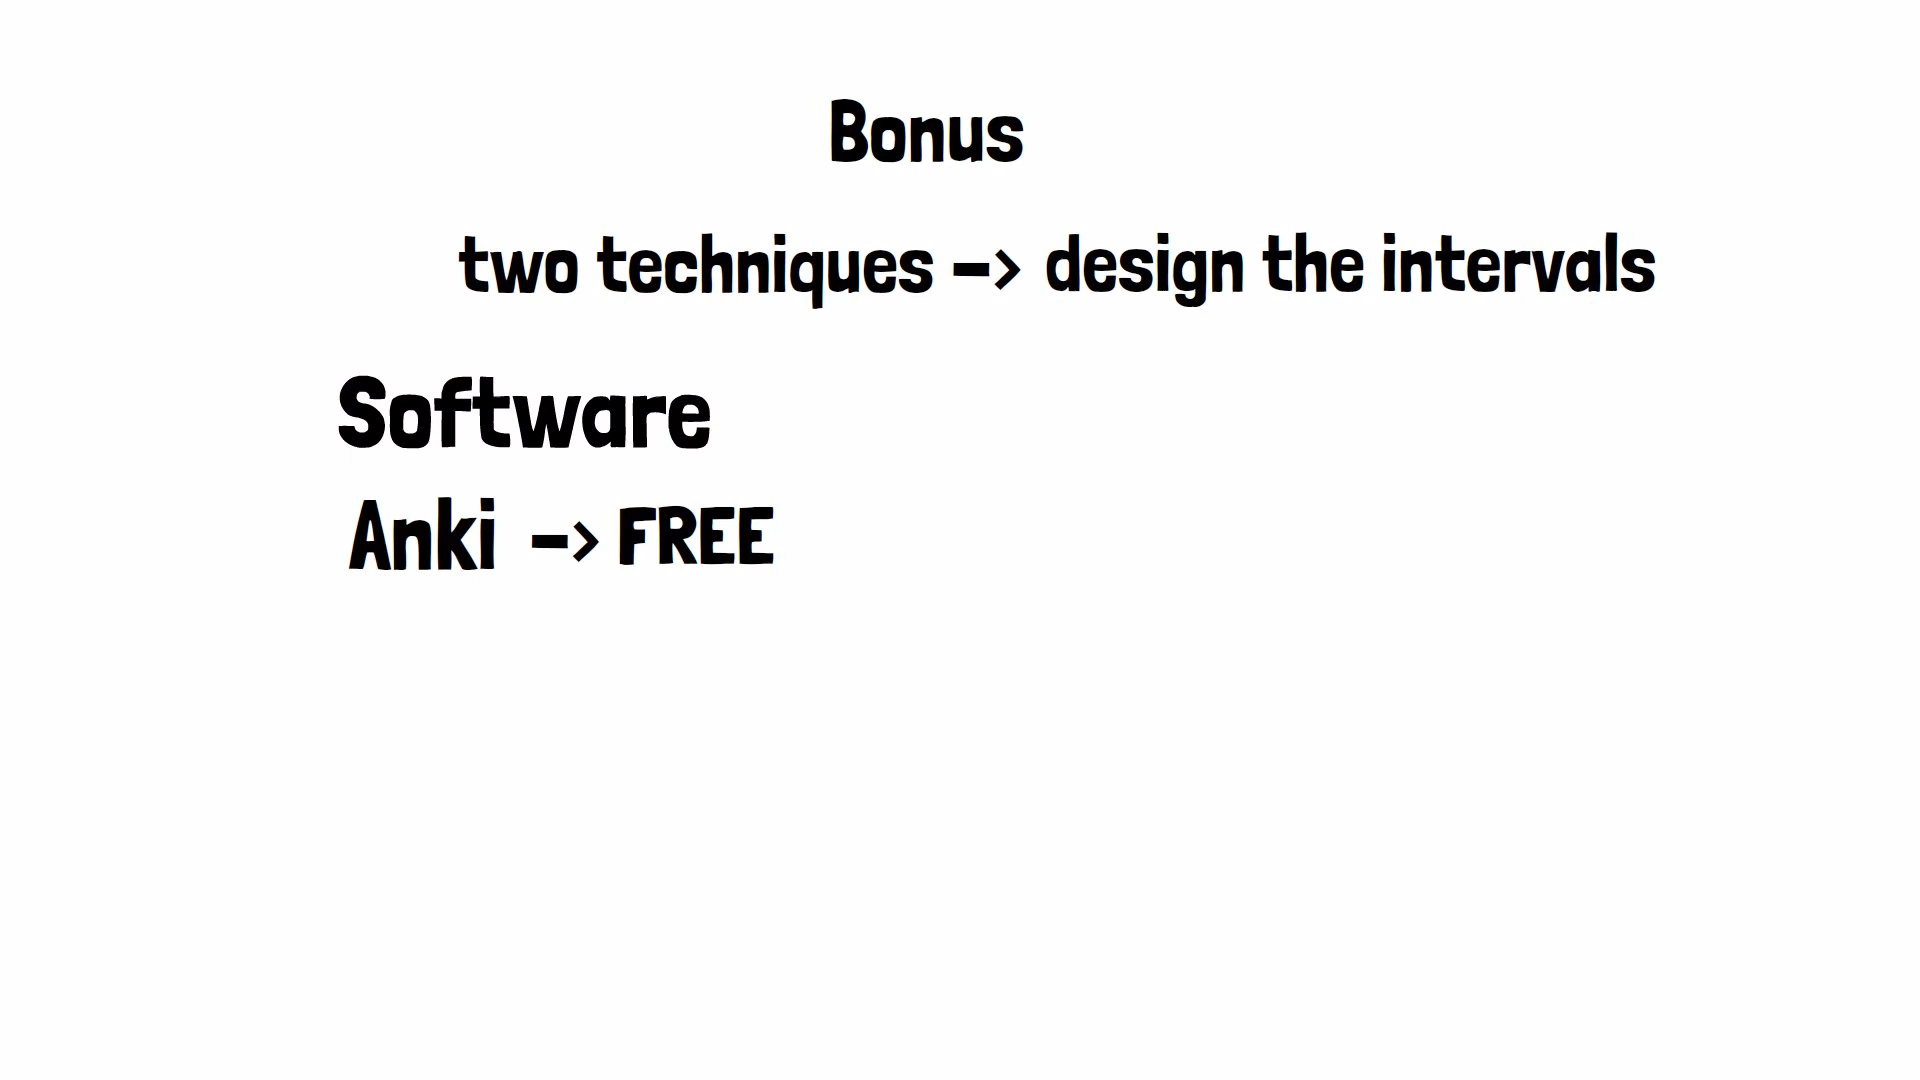 Bonus
two techniques -> design the intervals
Software
Anki -> FREE